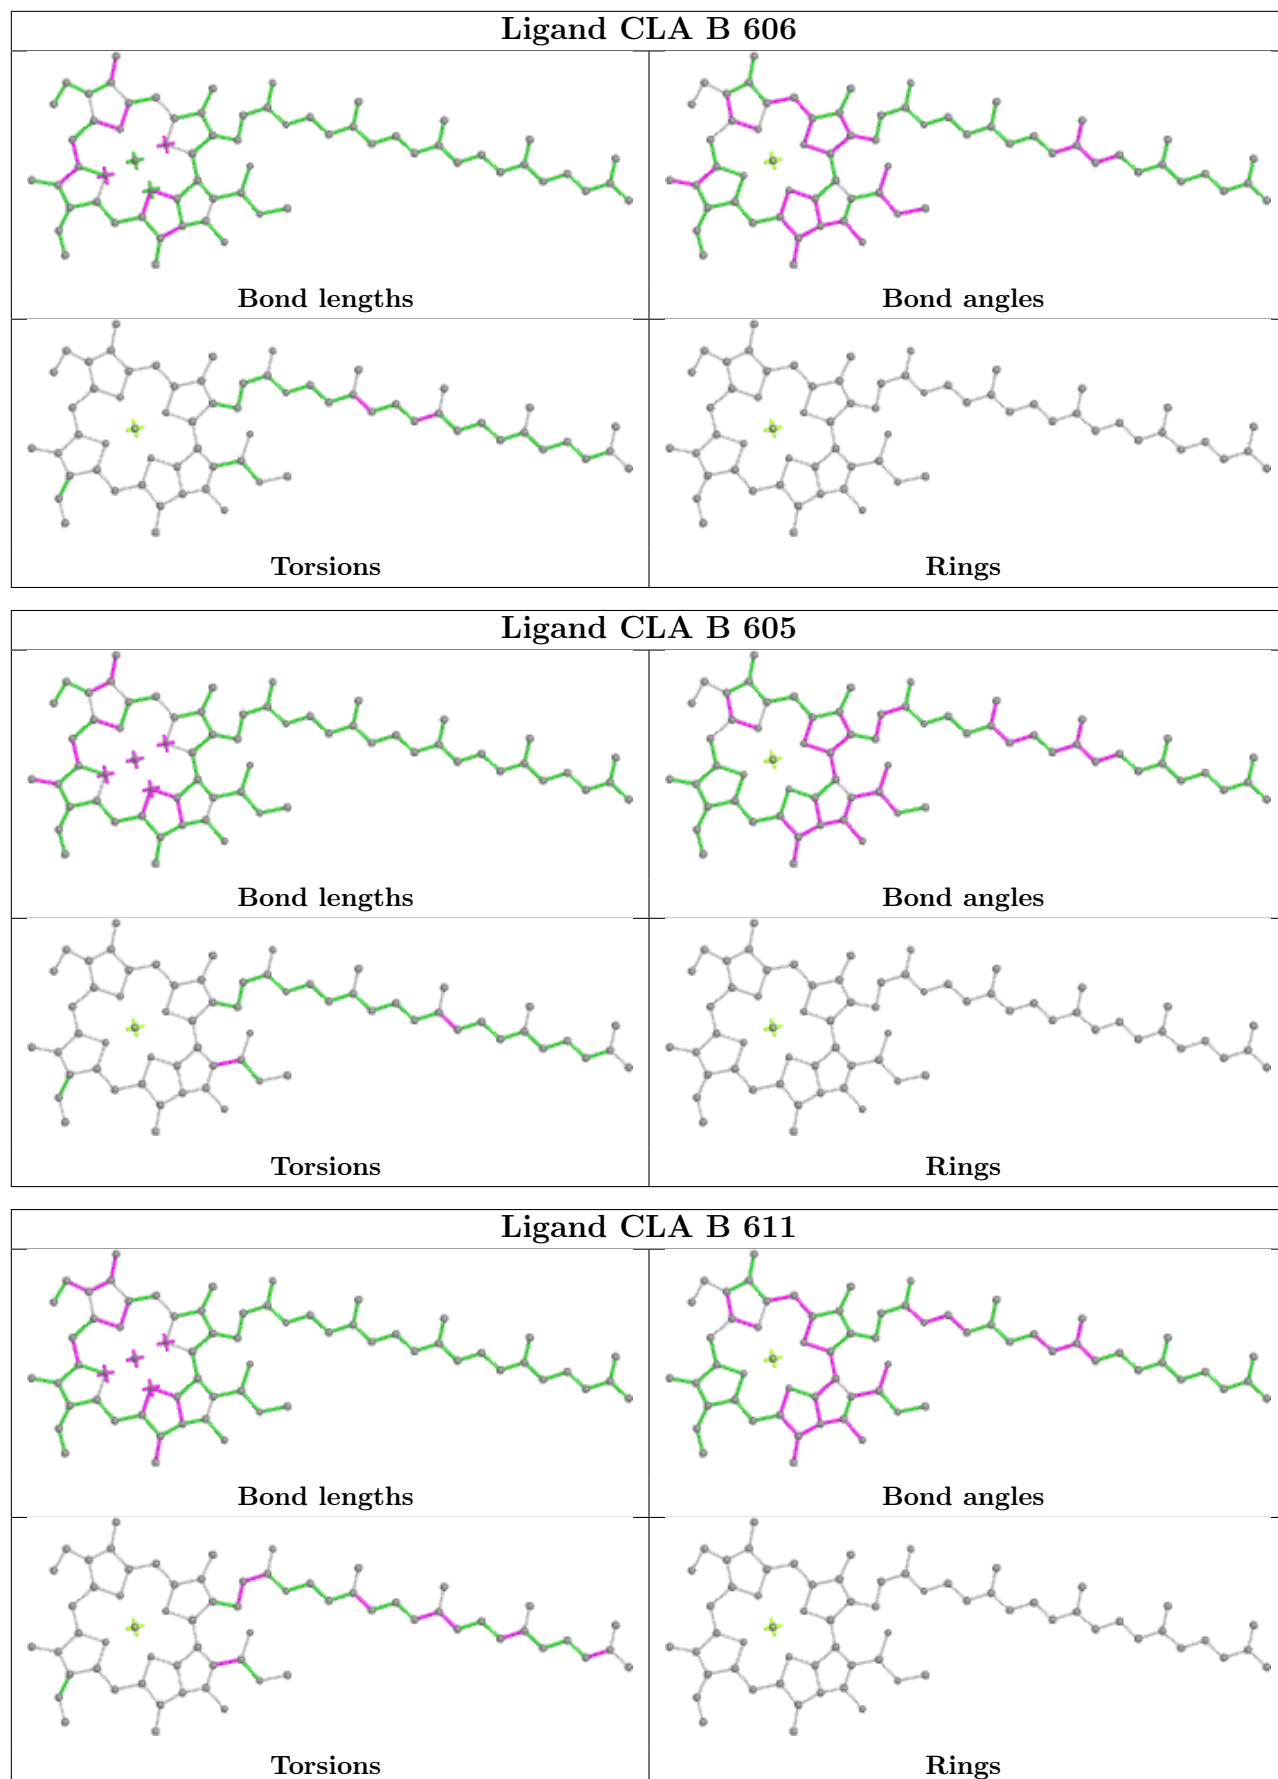 Ligand CLA B 606
Bond lengths
Bond angles
Torsions
Rings
Ligand CLA B 605
Bond lengths
Bond angles
Torsions
Rings
Ligand CLA B 611
Bond lengths
Bond angles
Torsions
Rings